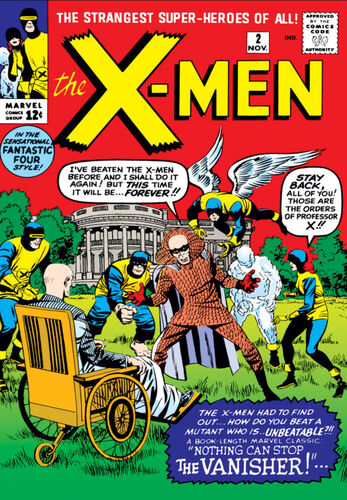 THE STRANGEST SUPER-HEROES OF ALL!
APPROVED
BY THE
COMICS
CODE
AUTHORITY
2
NOV.
IND.
the X-MEN
MARVEL
COMICS
GROUP
12¢
IN THE
SENSATIONAL
FANTASTIC
FOUR
STYLE!
I'VE BEATEN THE X-MEN
BEFORE AND I SHALL DO IT
AGAIN! BUT THIS TIME
IT WILL BE...FOREVER!!
STAY
BACK,
ALL OF YOU!
THOSE ARE
THE ORDERS
OF PROFESSOR
X!!
THE X-MEN HAD TO FIND
OUT...HOW DO YOU BEAT A
MUTANT WHO IS...UNBEATABLE?!!
A BOOK-LENGTH MARVEL CLASSIC:
"NOTHING CAN STOP
THE VANISHER!"...